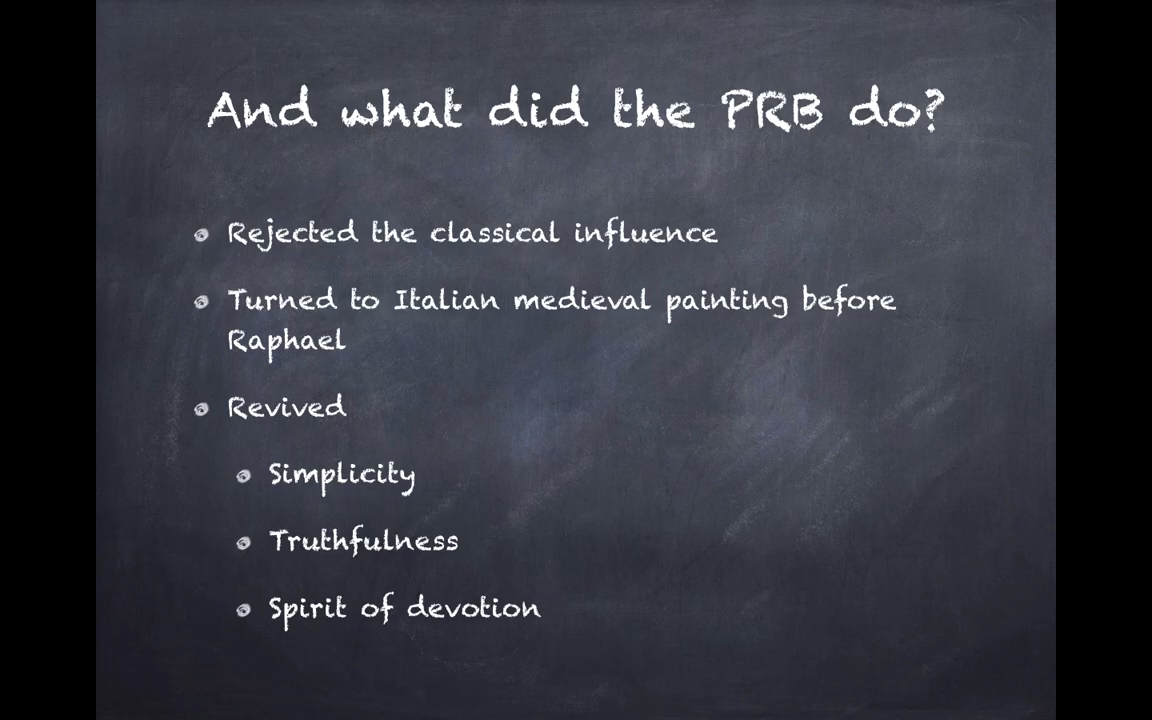 And what did the PRB do?
Rejected the classical influence
Turned to Italian medieval painting before
Raphael
Revived
Simplicity
Truthfulness
Spirit of devotion